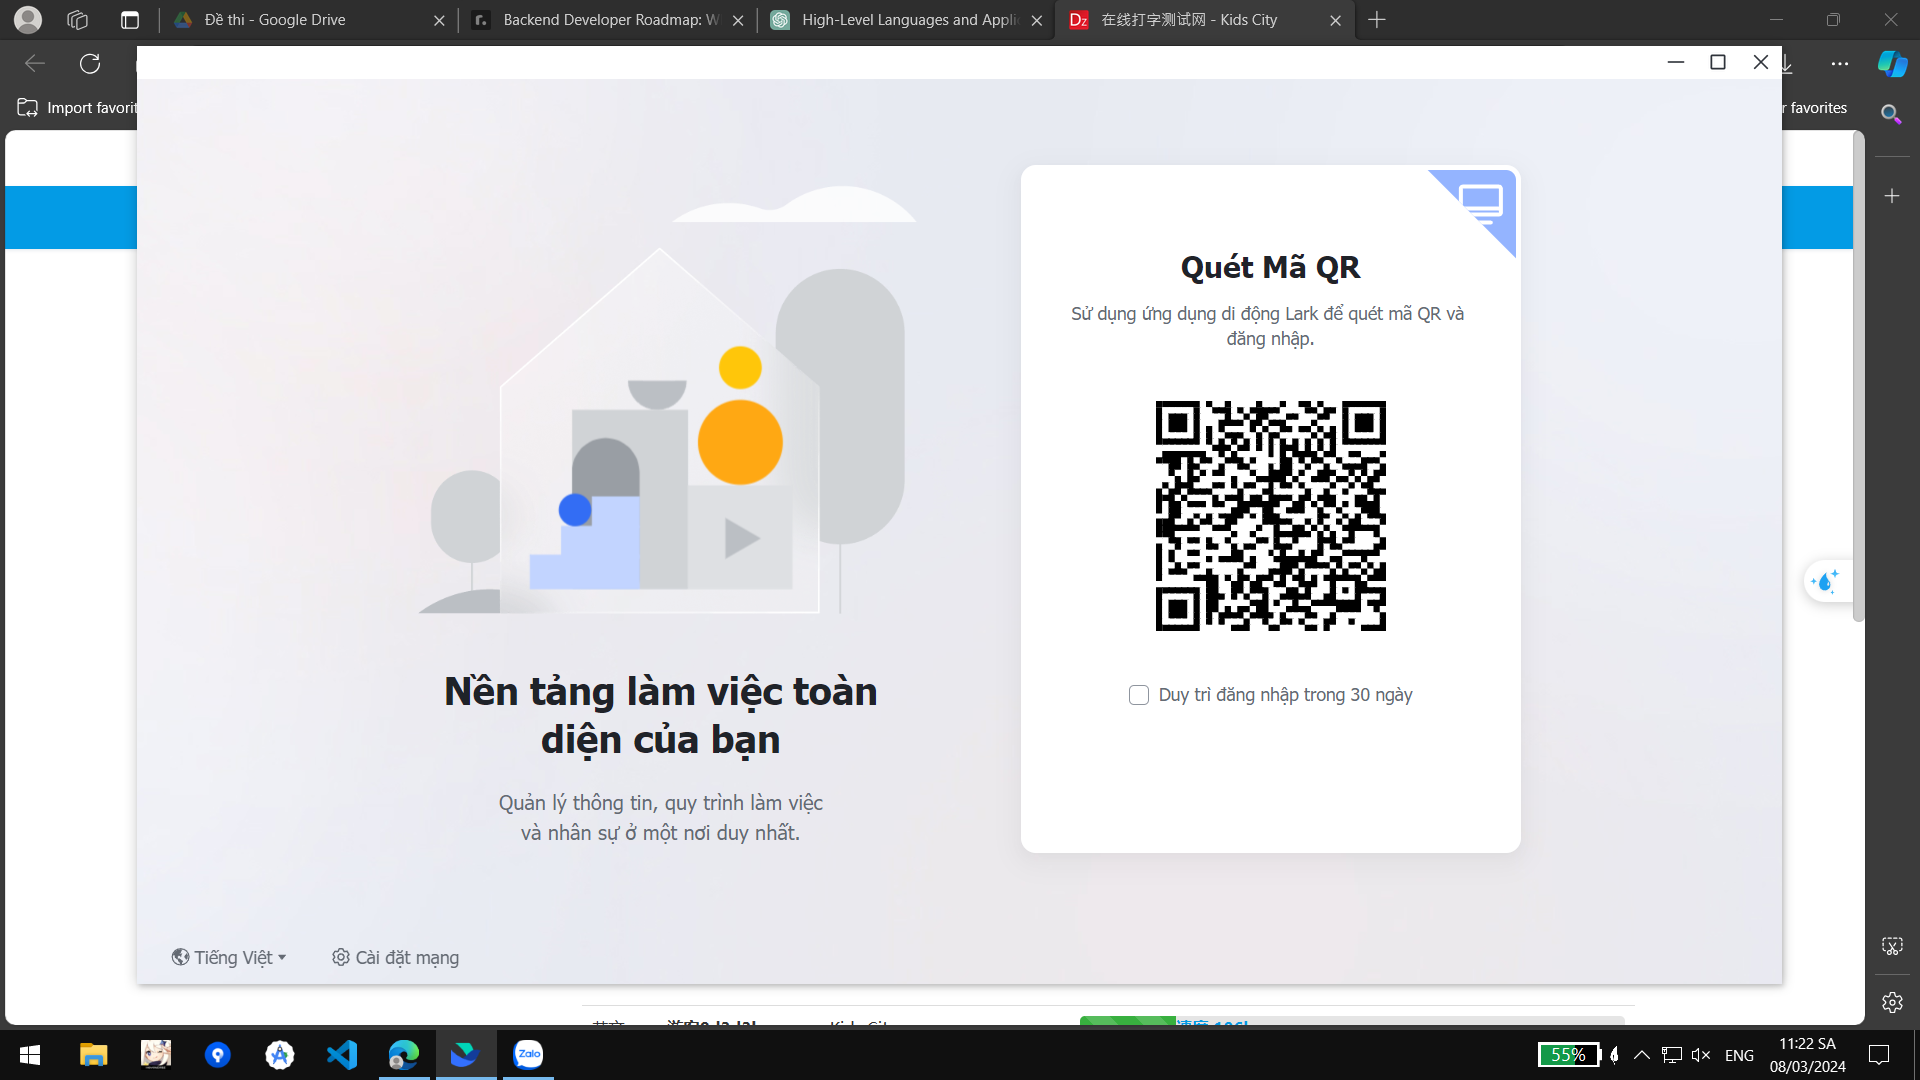 Đề thi - Google Drive
Backend Developer Roadmap: W
High-Level Languages and Applic
Dz 在线打字测试网 - Kids City
Import favorit
r favorites
Quét Mã QR
Sử dụng ứng dụng di động Lark để quét mã QR và
đăng nhập.
Duy trì đăng nhập trong 30 ngày
Nền tảng làm việc toàn
diện của bạn
Quản lý thông tin, quy trình làm việc
và nhân sự ở một nơi duy nhất.
Tiếng Việt
Cài đặt mạng
Zalo
55%
ENG
11:22 SA
08/03/2024